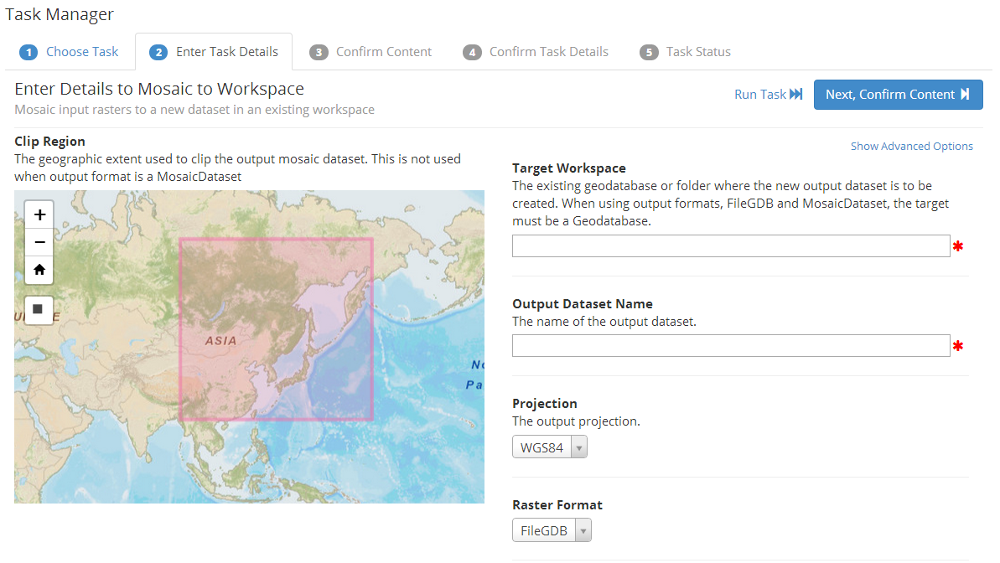 Task Manager
1 Choose Task
2 Enter Task Details
3 Confirm Content
4 Confirm Task Details
5 Task Status
Enter Details to Mosaic to Workspace
Mosaic input rasters to a new dataset in an existing workspace
Run Task
Next, Confirm Content
Clip Region
The geographic extent used to clip the output mosaic dataset. This is not used
when output format is a MosaicDataset
+
−
ASIA
No
Pa
Show Advanced Options
Target Workspace
The existing geodatabase or folder where the new output dataset is to be
created. When using output formats, FileGDB and MosaicDataset, the target
must be a Geodatabase.
Output Dataset Name
The name of the output dataset.
Projection
The output projection.
WGS84
Raster Format
FileGDB